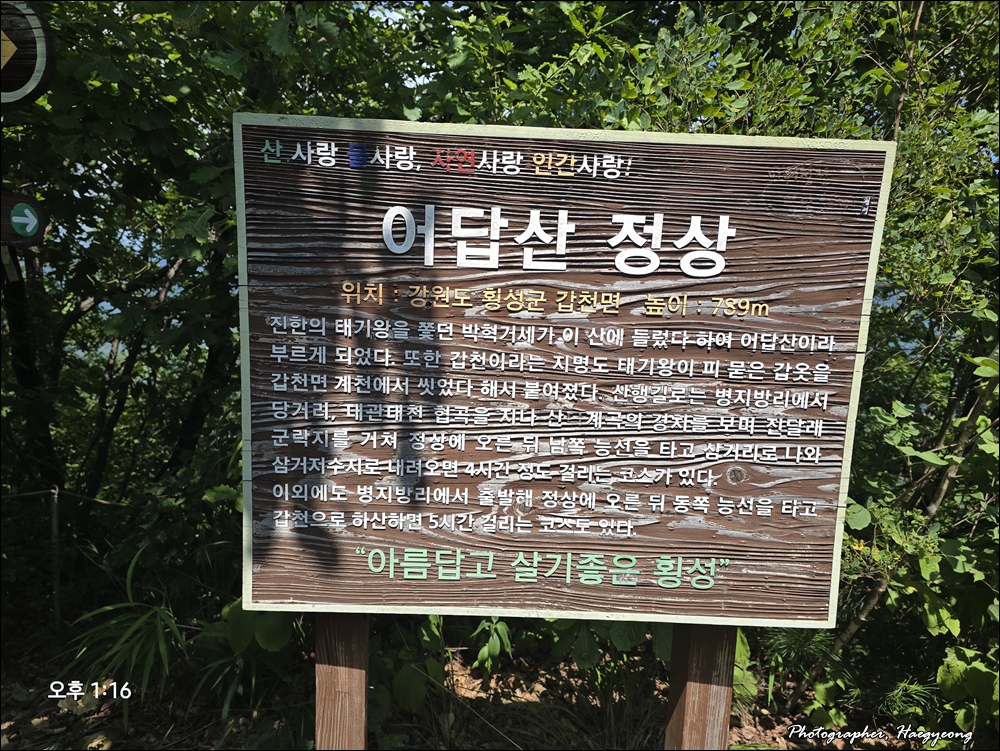 산 사랑 물사랑, 자연사랑 인간사랑!
어답산 정상
위치 : 강원도 횡성군 갑천면 높이 : 789m
진한의 태기왕을 쫓던 박혁거세가 이 산에 들렀다 하여 어답산이라
부르게 되었다. 또한 갑천이라는 지명도 태기왕이 피 묻은 갑옷을
갑천면 계천에서 씻었다 해서 붙여졌다. 산행길로는 병지방리에서
당거리, 대관대천 협곡을 지나 산 계곡의 경치를 보며 진달래
군락지를 거쳐 정상에 오른 뒤 남쪽 능선을 타고 삼거리로 나와
삼거저수지로 내려오면 4시간 정도 걸리는 코스가 있다.
이외에도 병지방리에서 출발해 정상에 오른 뒤 동쪽 능선을 타고
갑천으로 하산하면 5시간 걸리는 코스도 있다.
"아름답고 살기좋은 횡성"
오후 1:16
Photographer, Haegyeong